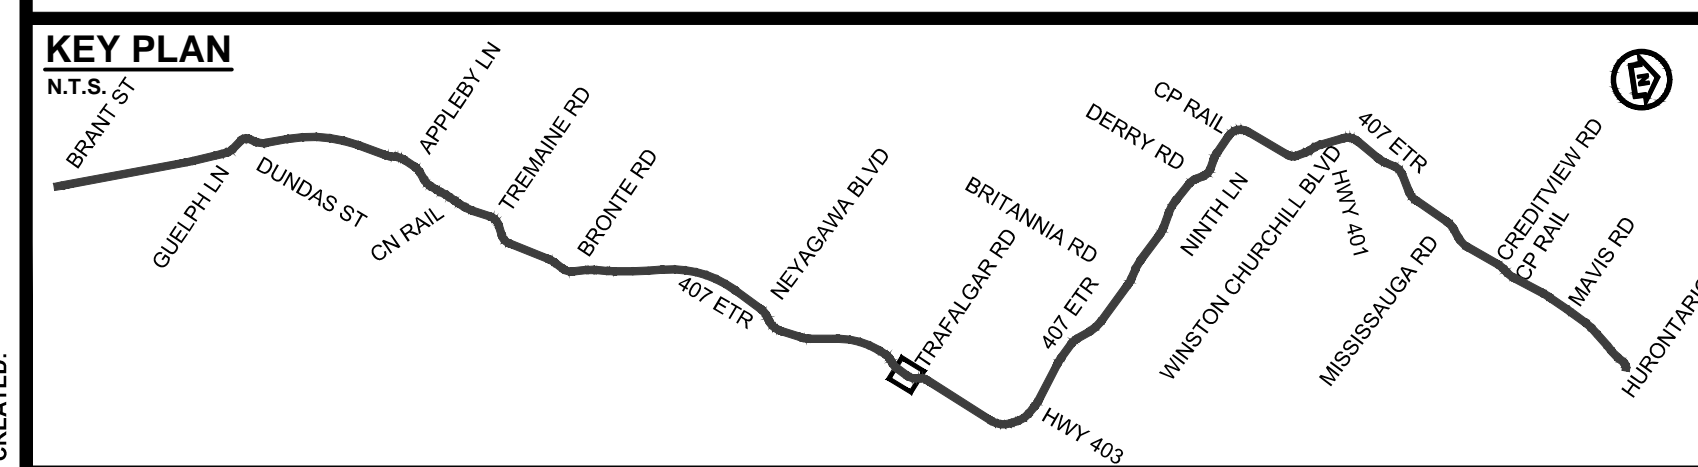 KEY PLAN
N.T.S.
BRANT ST
GUELPH LN
DUNDAS ST
CN RAIL
APPLEBY LN
TREMAINE RD
BRONTE RD
407 ETR
NEYAGAWA BLVD
TRAFALGAR RD
BRITANNIA RD
407 ETR
HWY 403
DERRY RD
CP RAIL
NINTH LN
WINSTON CHURCHILL BLVD
HWY 401
407 ETR
MISSISSAUGA RD
CREDITVIEW RD
CP RAIL
MAVIS RD
N